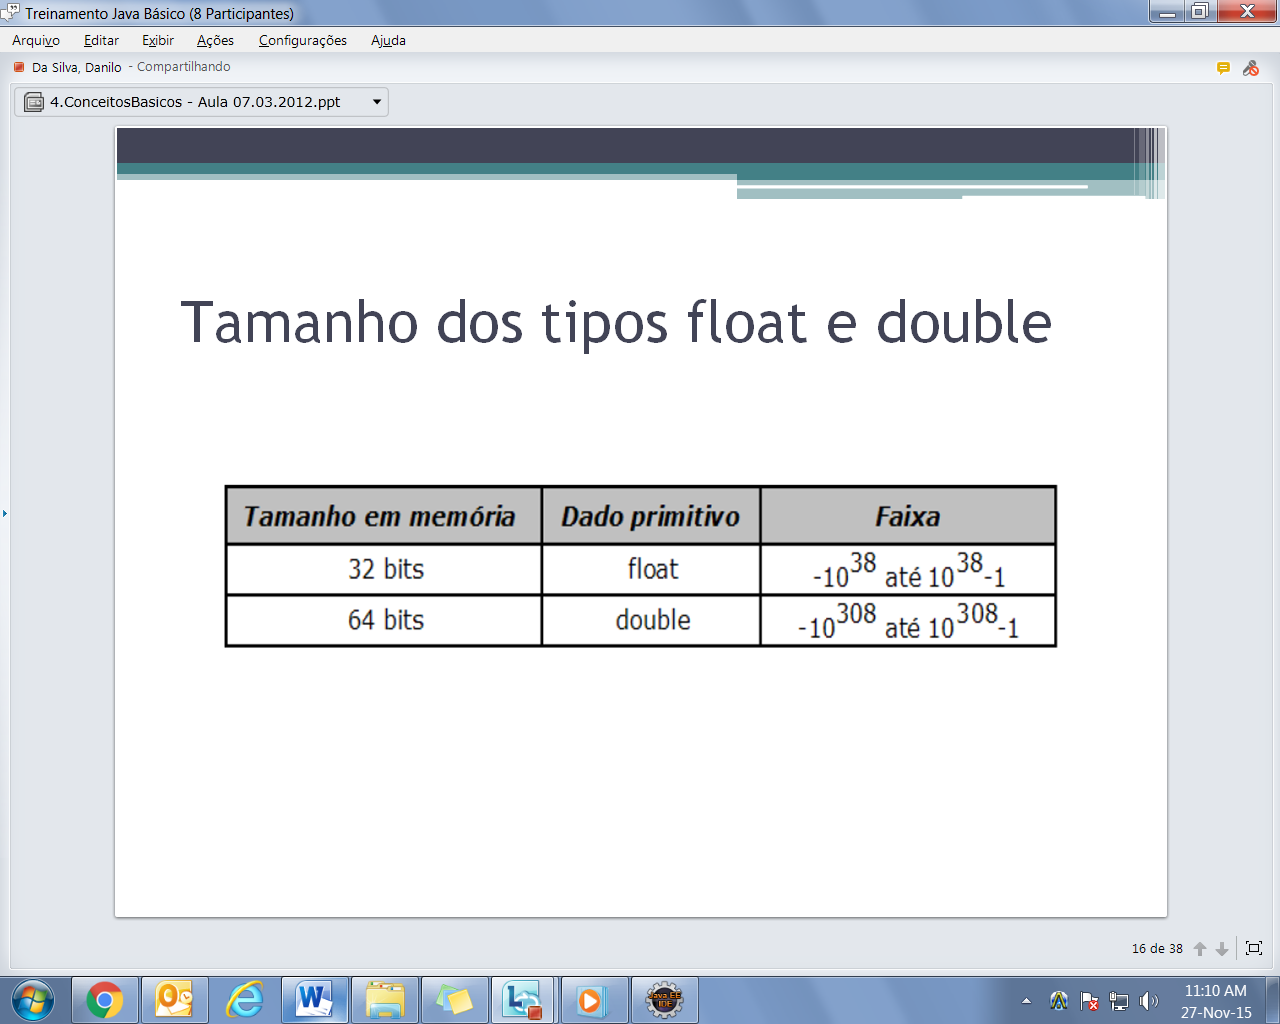 Treinamento Java Básico (8 Participantes)
Arquivo Editar Exibir Ações Configurações Ajuda
Da Silva, Danilo - Compartilhando
4.ConceitosBasicos - Aula 07.03.2012.ppt
Tamanho dos tipos float e double
Tamanho em memória Dado primitivo Faixa
32 bits float -10^38 até 10^38-1
64 bits double -10^308 até 10^308-1
16 de 38
Java EE
IDE
11:10 AM
27-Nov-15